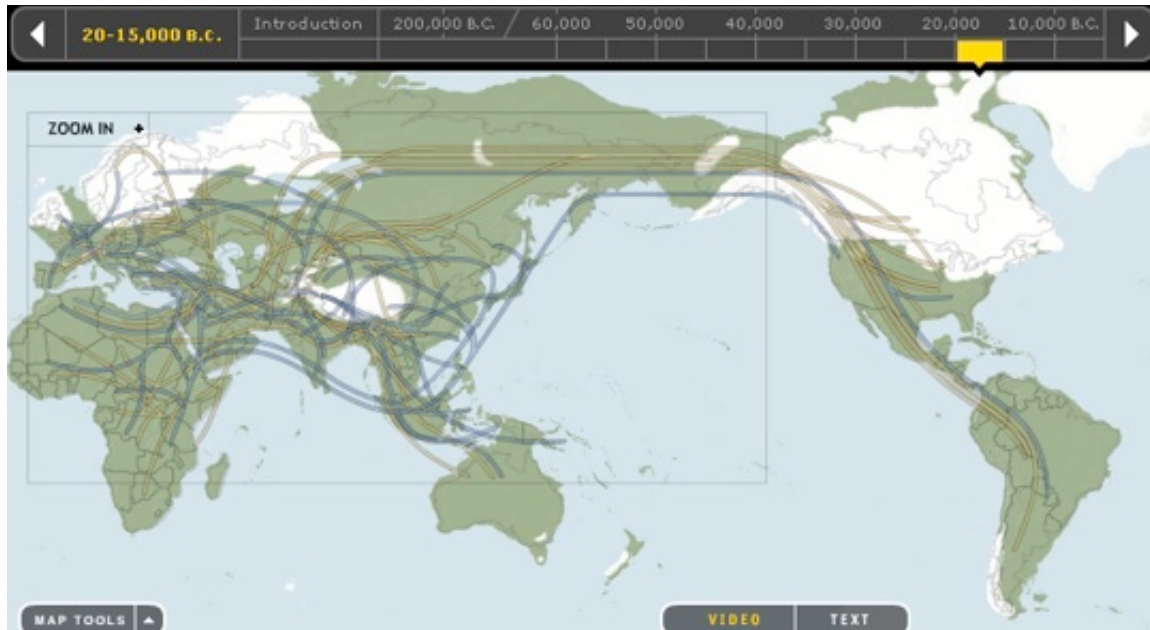 Introduction 200,000 B.C. 60,000 50,000 40,000 30,000 20,000 10,000 B.C.
20-15,000 B.C.
ZOOM IN +
MAP TOOLS
VIDEO TEXT